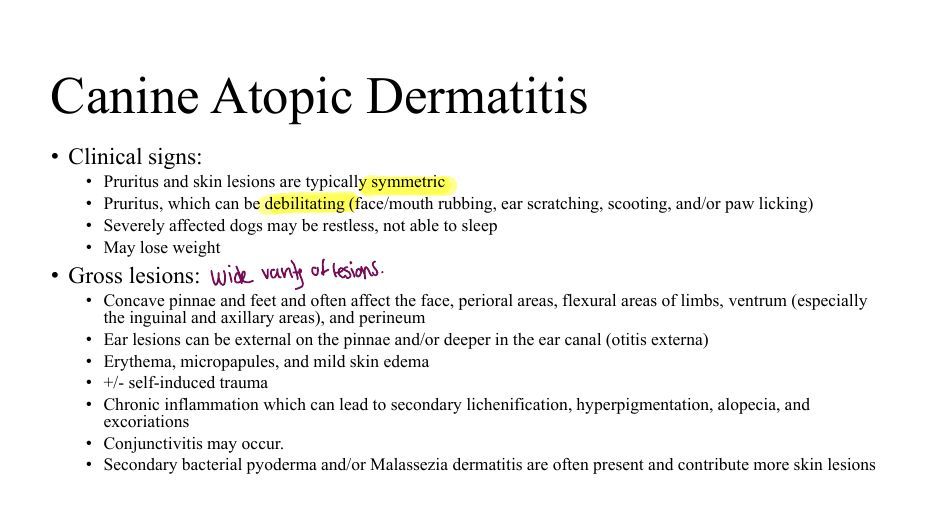 Canine Atopic Dermatitis
• Clinical signs:
• Pruritus and skin lesions are typically symmetric
• Pruritus, which can be debilitating (face/mouth rubbing, ear scratching, scooting, and/or paw licking)
• Severely affected dogs may be restless, not able to sleep
• May lose weight
• Gross lesions: Wide varity of lesions.
• Concave pinnae and feet and often affect the face, perioral areas, flexural areas of limbs, ventrum (especially
the inguinal and axillary areas), and perineum
• Ear lesions can be external on the pinnae and/or deeper in the ear canal (otitis externa)
• Erythema, micropapules, and mild skin edema
• +/- self-induced trauma
• Chronic inflammation which can lead to secondary lichenification, hyperpigmentation, alopecia, and
excoriations
• Conjunctivitis may occur.
• Secondary bacterial pyoderma and/or Malassezia dermatitis are often present and contribute more skin lesions